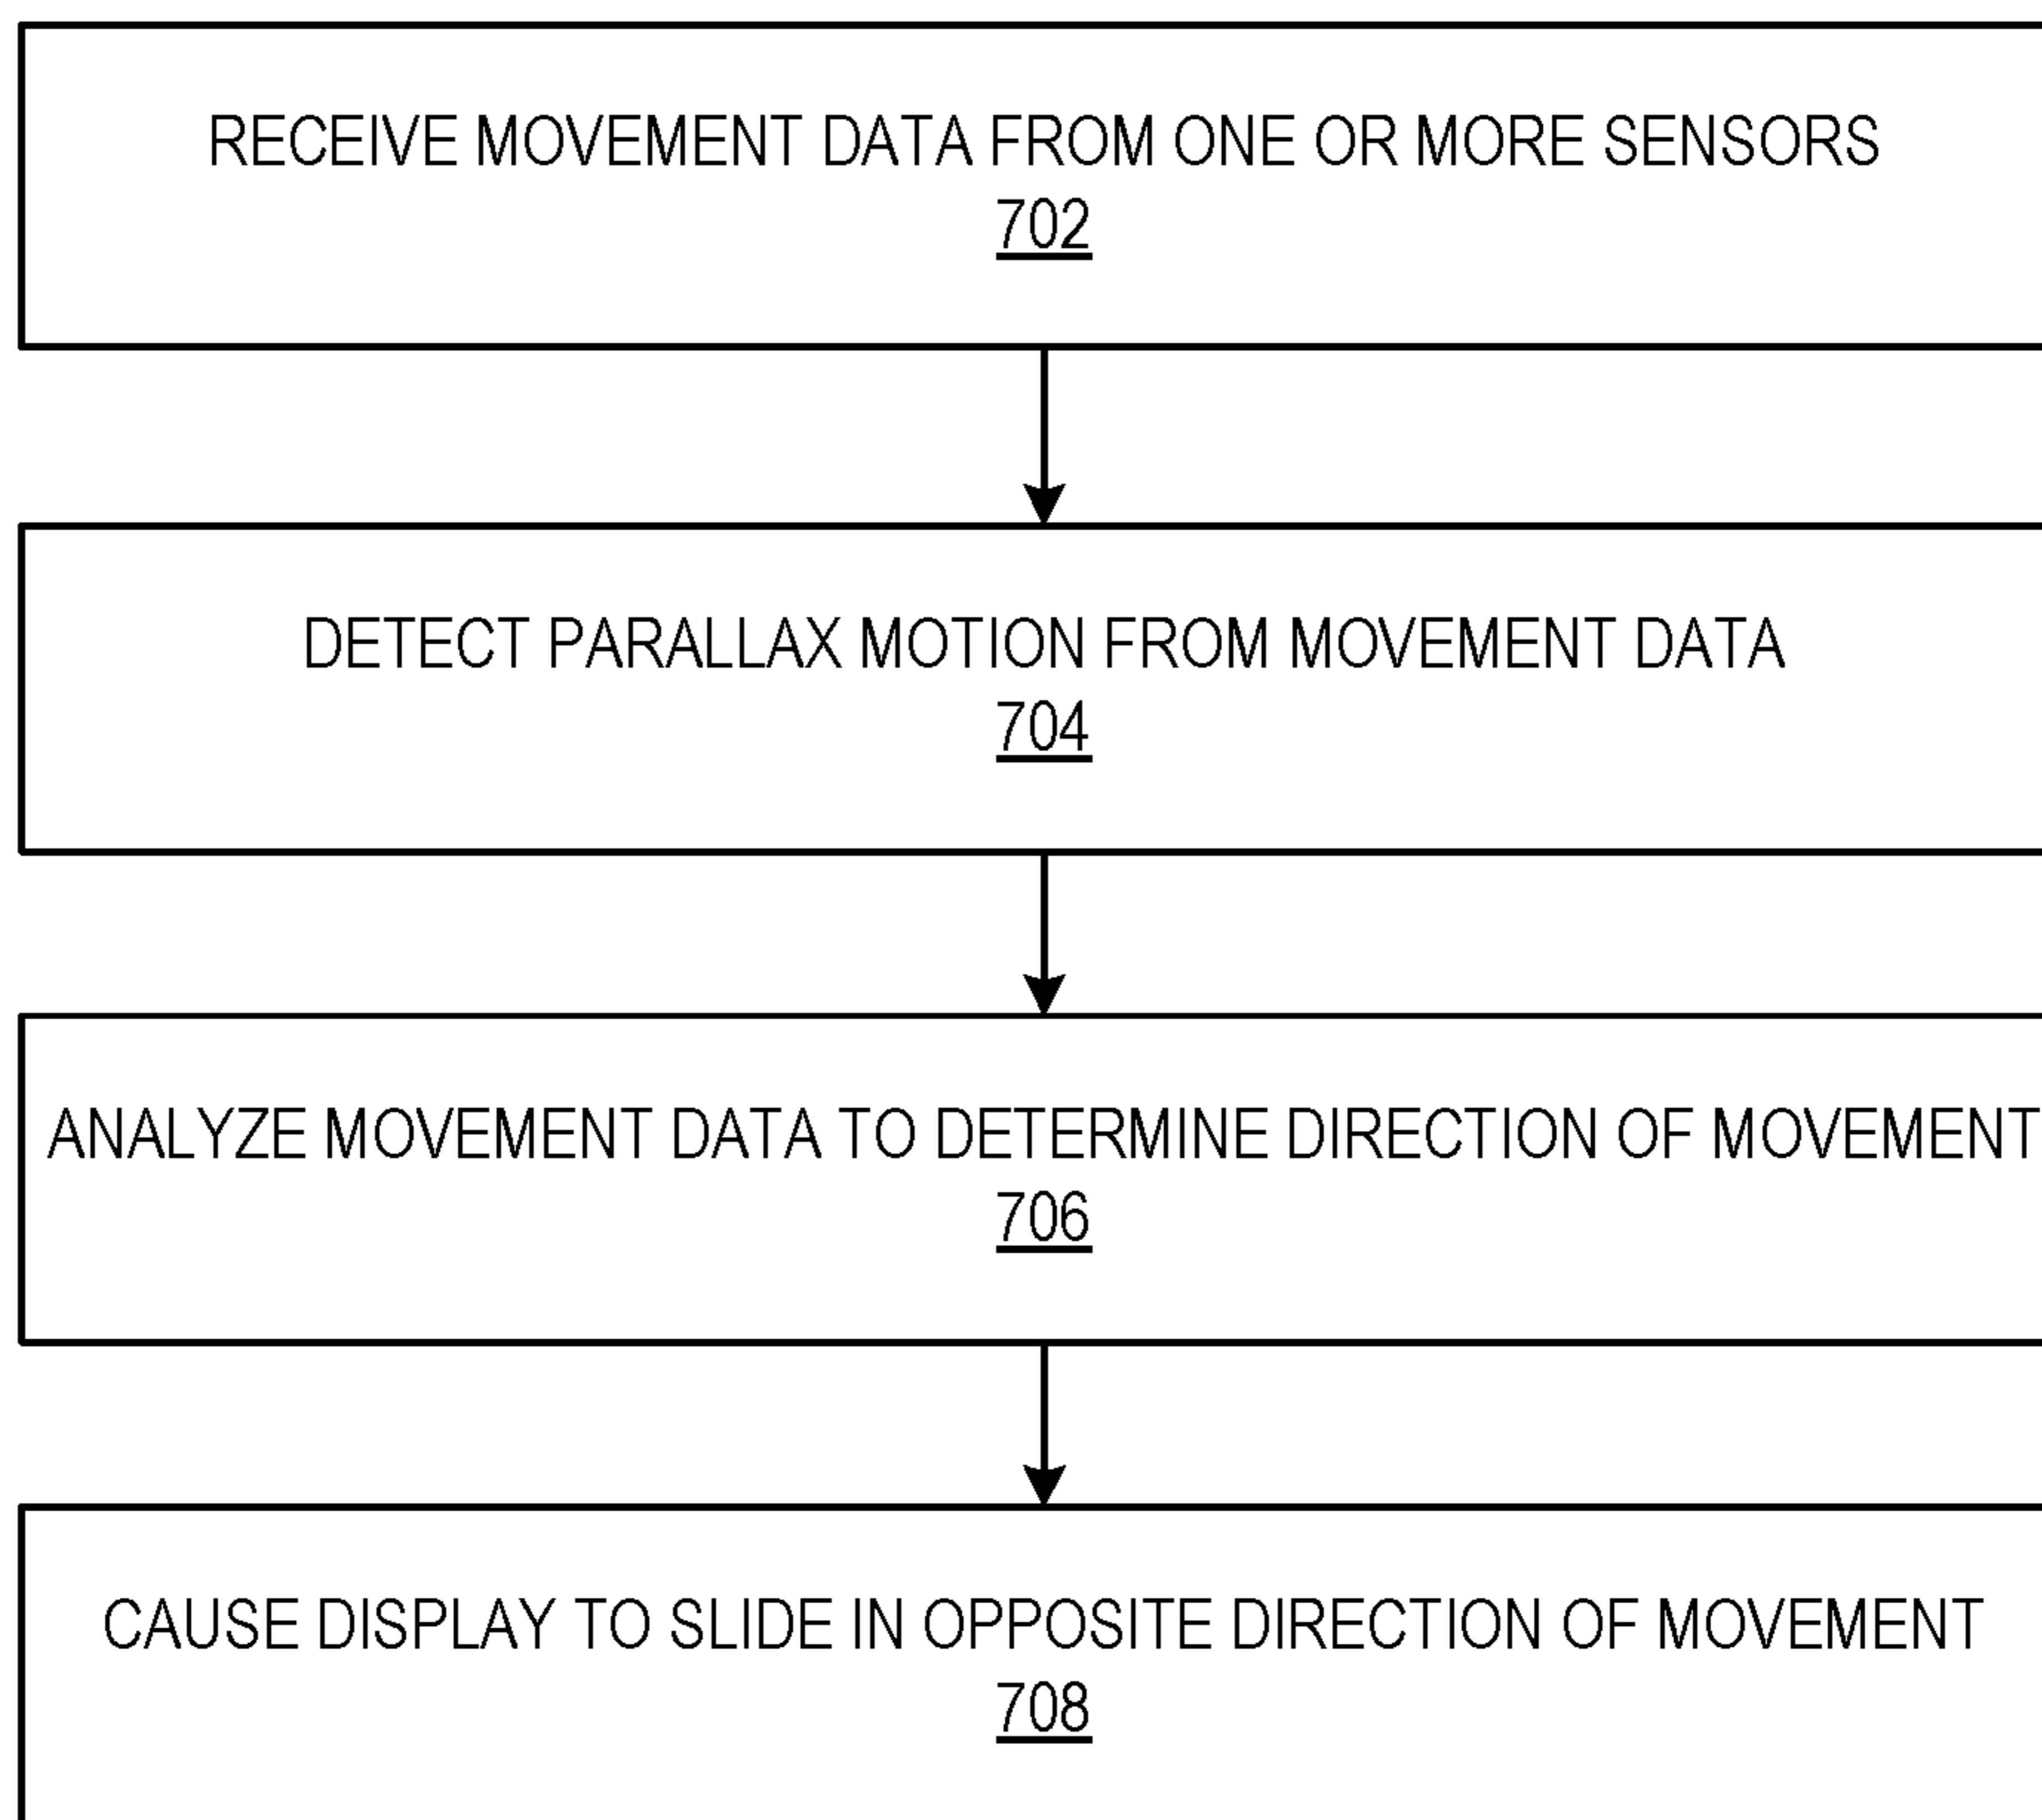 RECEIVE MOVEMENT DATA FROM ONE OR MORE SENSORS
702
DETECT PARALLAX MOTION FROM MOVEMENT DATA
704
ANALYZE MOVEMENT DATA TO DETERMINE DIRECTION OF MOVEMENT
706
CAUSE DISPLAY TO SLIDE IN OPPOSITE DIRECTION OF MOVEMENT
708